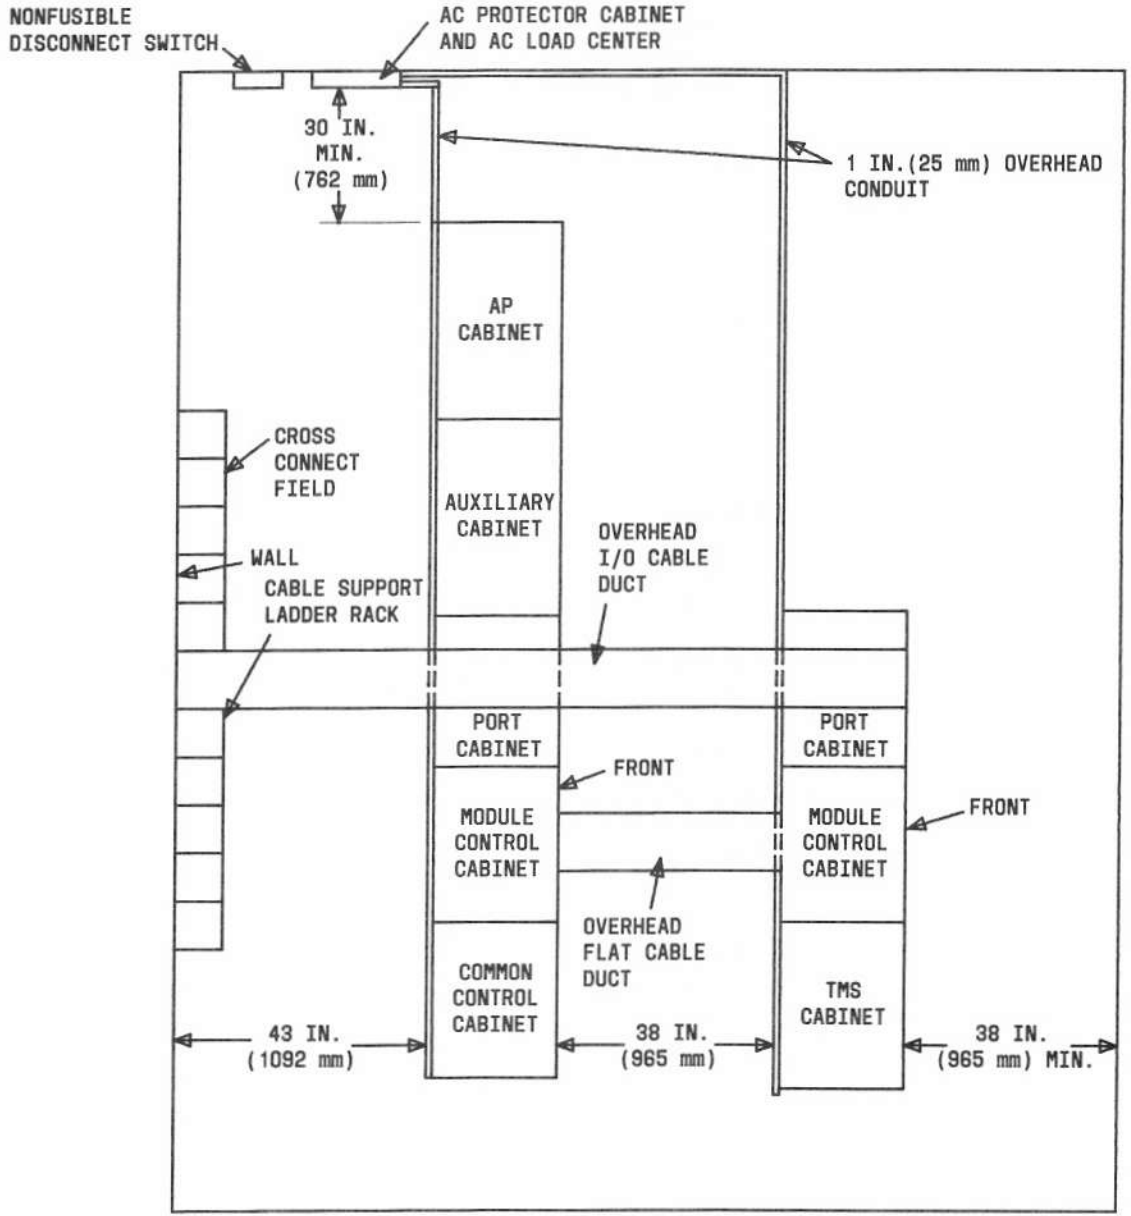 NONFUSIBLE
DISCONNECT SWITCH
AC PROTECTOR CABINET
AND AC LOAD CENTER
30 IN.
MIN.
(762 mm)
1 IN.(25 mm) OVERHEAD
CONDUIT
AP
CABINET
CROSS
CONNECT
FIELD
AUXILIARY
CABINET
OVERHEAD
I/O CABLE
DUCT
WALL
CABLE SUPPORT
LADDER RACK
PORT
CABINET
PORT
CABINET
FRONT
MODULE
CONTROL
CABINET
MODULE
CONTROL
CABINET
FRONT
OVERHEAD
FLAT CABLE
DUCT
COMMON
CONTROL
CABINET
TMS
CABINET
43 IN.
(1092 mm)
38 IN.
(965 mm)
38 IN.
(965 mm) MIN.